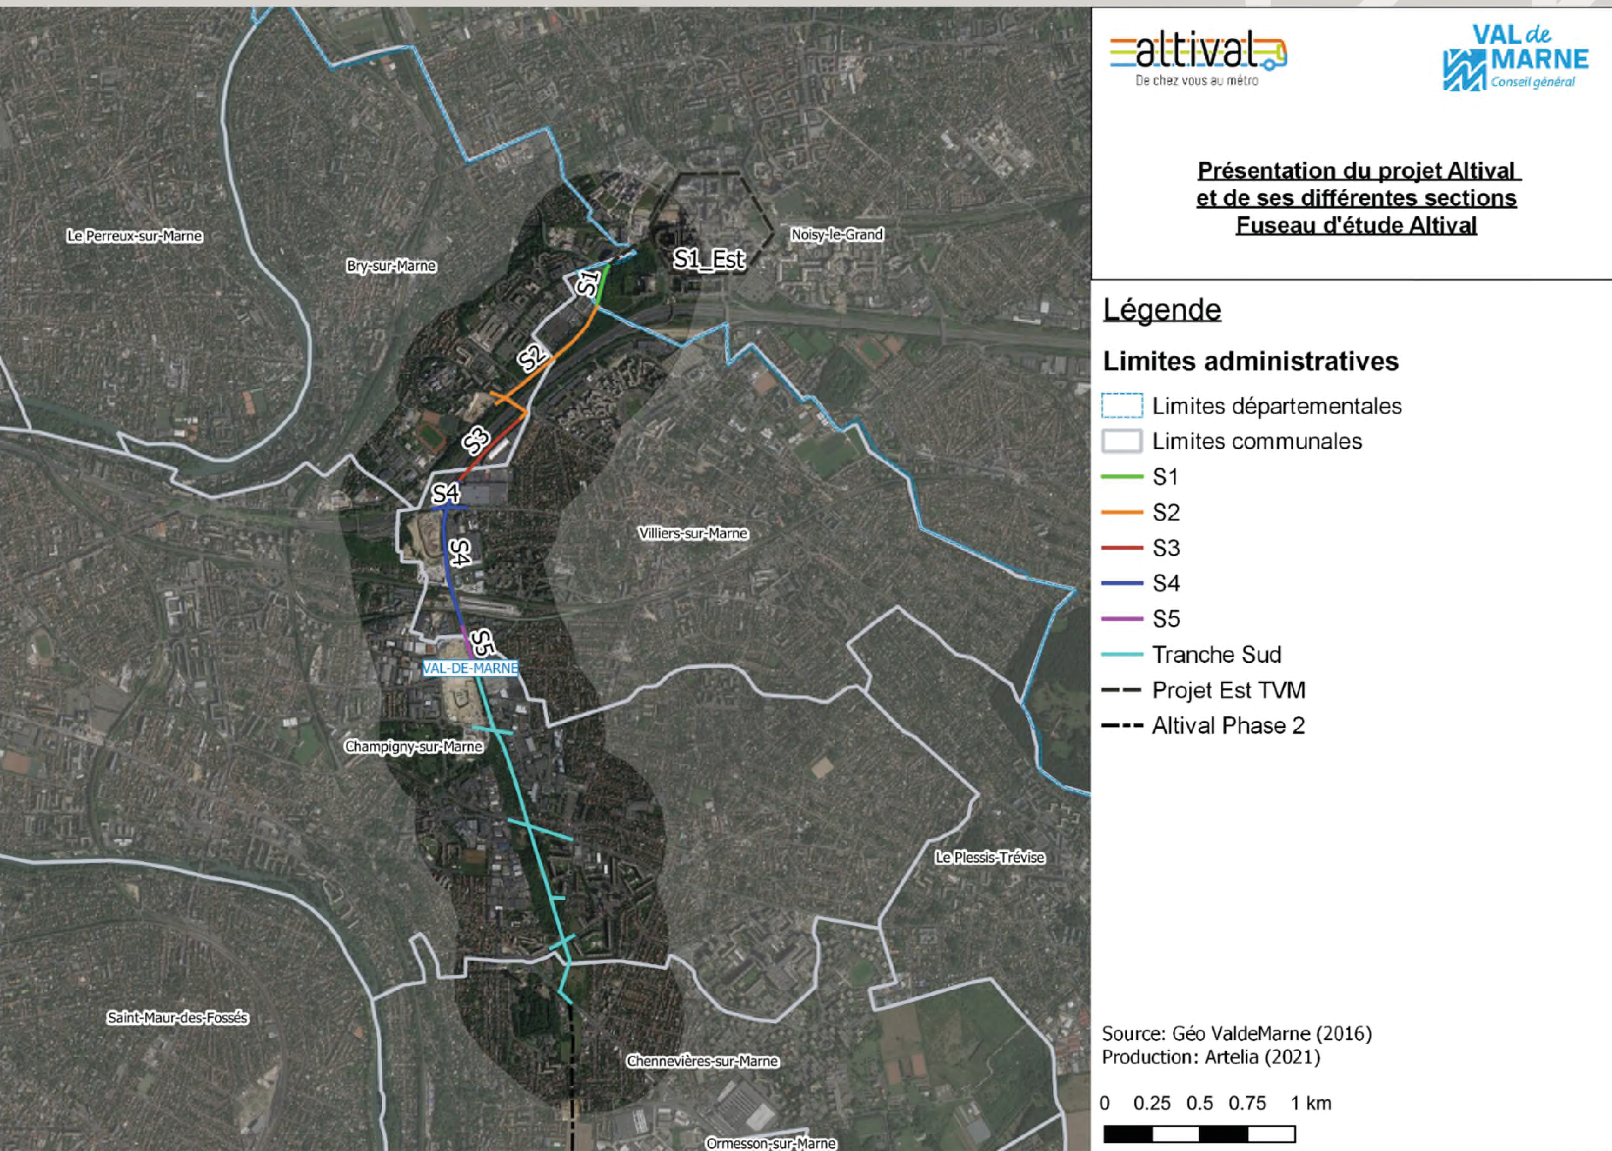 altival
De chez vous au métro
VAL de
MARNE
Conseil général
Présentation du projet Altival
et de ses différentes sections
Fuseau d'étude Altival
Légende
Limites administratives
Limites départementales
Limites communales
S1
S2
S3
S4
S5
Tranche Sud
Projet Est TVM
Altival Phase 2
Source: Géo ValdeMarne (2016)
Production: Artelia (2021)
0 0.25 0.5 0.75 1 km
Le Perreux-sur-Marne
Bry-sur-Marne
Noisy-le-Grand
S1_Est
S1
S2
S3
S4
S4
Villiers-sur-Marne
S5
VAL-DE-MARNE
Champigny-sur-Marne
Le Plessis-Trévise
Saint-Maur-des-Fossés
Chennevières-sur-Marne
Ormesson-sur-Marne